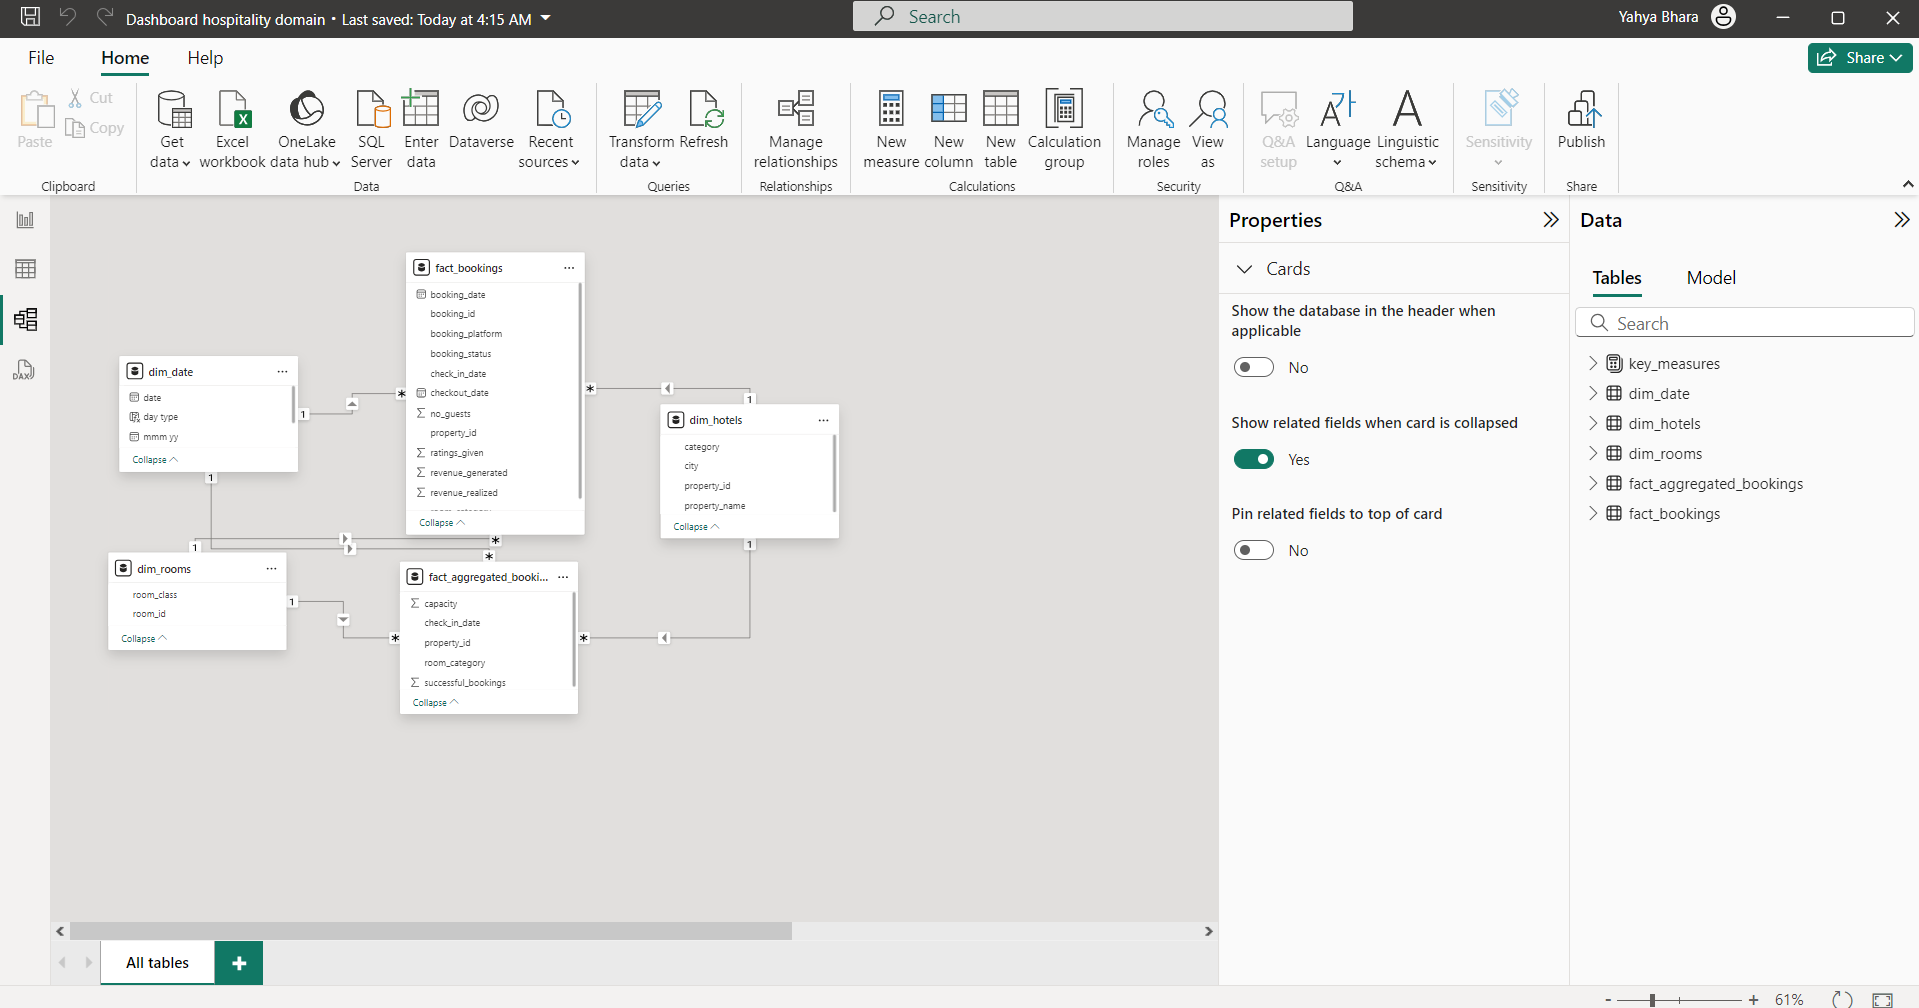 Dashboard hospitality domain • Last saved: Today at 4:15 AM
Search
Yahya Bhara
File
Home
Help
Share
Paste
Cut
Copy
Clipboard
Get data
Excel workbook
OneLake data hub
SQL Server
Enter data
Dataverse
Recent sources
Data
Transform data
Refresh
Queries
Manage relationships
Relationships
New measure
New column
New table
Calculation group
Calculations
Manage roles
View as
Security
Q&A setup
Language
Linguistic schema
Q&A
Sensitivity
Sensitivity
Publish
Share
DAX
fact_bookings
booking_date
booking_id
booking_platform
booking_status
check_in_date
checkout_date
no_guests
property_id
ratings_given
revenue_generated
revenue_realized
Collapse
dim_date
date
day type
mmm yy
Collapse
1
*
*
1
1
dim_hotels
category
city
property_id
property_name
Collapse
1
1
*
*
dim_rooms
room_class
room_id
Collapse
1
*
*
fact_aggregated_booki...
capacity
check_in_date
property_id
room_category
successful_bookings
Collapse
All tables
+
Properties
Cards
Show the database in the header when
applicable
No
Show related fields when card is collapsed
Yes
Pin related fields to top of card
No
Data
Tables
Model
Search
key_measures
dim_date
dim_hotels
dim_rooms
fact_aggregated_bookings
fact_bookings
- + 61%